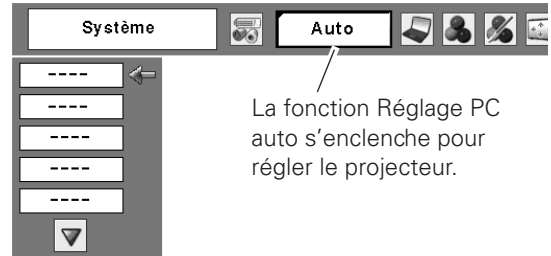 Système
Auto
----
----
----
----
----
La fonction Réglage PC
auto s’enclenche pour
régler le projecteur.